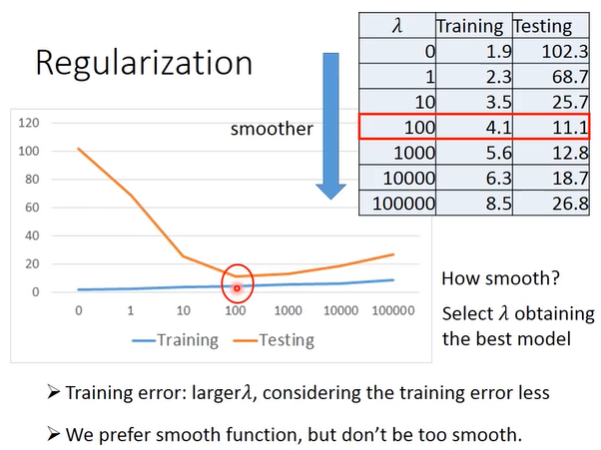 Regularization
λ Training Testing
0 1.9 102.3
1 2.3 68.7
10 3.5 25.7
100 4.1 11.1
1000 5.6 12.8
10000 6.3 18.7
100000 8.5 26.8
smoother
120
100
80
60
40
20
0
0 1 10 100 1000 10000 100000
Training Testing
How smooth?
Select λ obtaining
the best model
➢ Training error: largerλ, considering the training error less
➢ We prefer smooth function, but don't be too smooth.